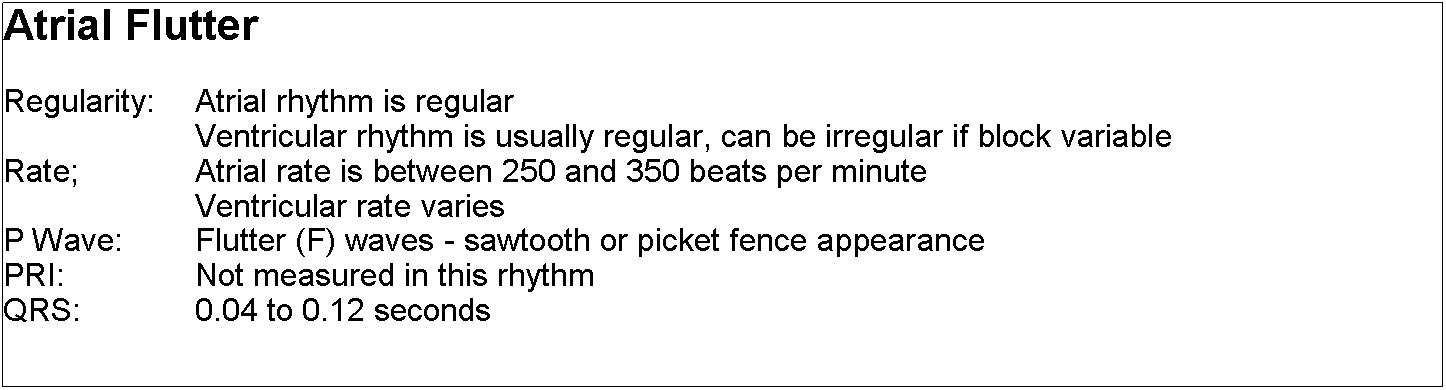 Atrial Flutter
Regularity: Atrial rhythm is regular
Ventricular rhythm is usually regular, can be irregular if block variable
Rate; Atrial rate is between 250 and 350 beats per minute
Ventricular rate varies
P Wave: Flutter (F) waves - sawtooth or picket fence appearance
PRI: Not measured in this rhythm
QRS: 0.04 to 0.12 seconds